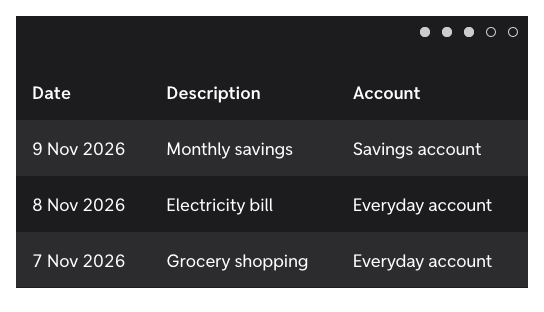 Date Description Account
9 Nov 2026 Monthly savings Savings account
8 Nov 2026 Electricity bill Everyday account
7 Nov 2026 Grocery shopping Everyday account